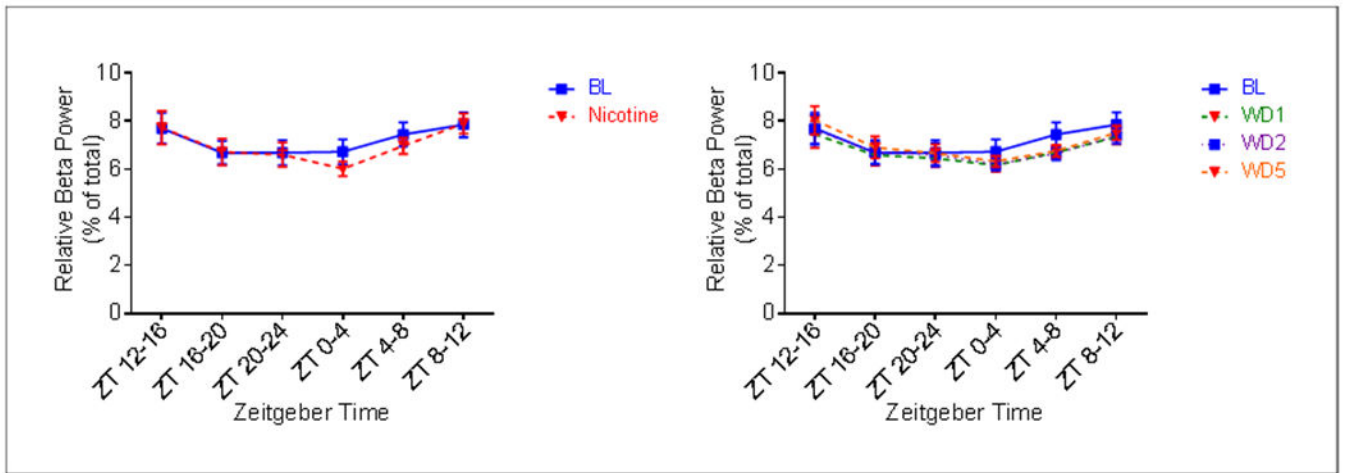 10
8
6
4
2
0
Relative Beta Power
(% of total)
ZT 12-16
ZT 16-20
ZT 20-24
ZT 0-4
ZT 4-8
ZT 8-12
Zeitgeber Time
BL
Nicotine
10
8
6
4
2
0
Relative Beta Power
(% of total)
ZT 12-16
ZT 16-20
ZT 20-24
ZT 0-4
ZT 4-8
ZT 8-12
Zeitgeber Time
BL
WD1
WD2
WD5